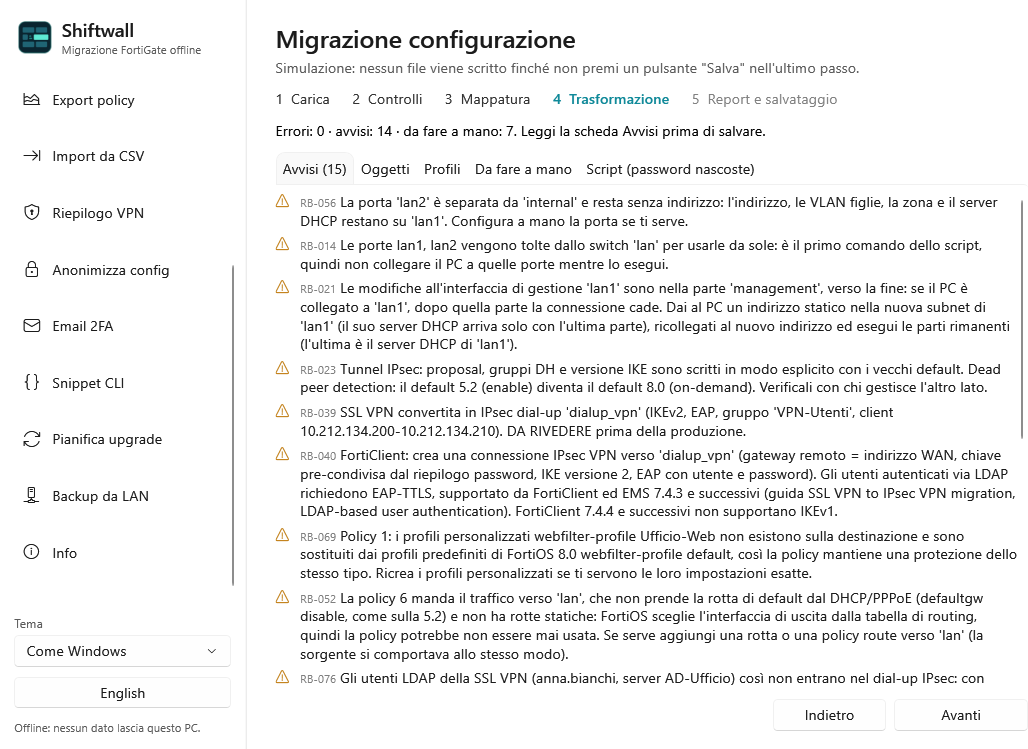 Shiftwall
Migrazione FortiGate offline
Export policy
Import da CSV
Riepilogo VPN
Anonimizza config
Email 2FA
Snippet CLI
Pianifica upgrade
Backup da LAN
Info
Tema
Come Windows
English
Offline: nessun dato lascia questo PC.
Migrazione configurazione
Simulazione: nessun file viene scritto finché non premi un pulsante "Salva" nell'ultimo passo.
1 Carica 2 Controlli 3 Mappatura 4 Trasformazione 5 Report e salvataggio
Errori: 0 · avvisi: 14 · da fare a mano: 7. Leggi la scheda Avvisi prima di salvare.
Avvisi (15) Oggetti Profili Da fare a mano Script (password nascoste)
RB-056 La porta 'lan2' è separata da 'internal' e resta senza indirizzo: l'indirizzo, le VLAN figlie, la zona e il server
DHCP restano su 'lan1'. Configura a mano la porta se ti serve.
RB-014 Le porte lan1, lan2 vengono tolte dallo switch 'lan' per usarle da sole: è il primo comando dello script,
quindi non collegare il PC a quelle porte mentre lo esegui.
RB-021 Le modifiche all'interfaccia di gestione 'lan1' sono nella parte 'management', verso la fine: se il PC è
collegato a 'lan1', dopo quella parte la connessione cade. Dai al PC un indirizzo statico nella nuova subnet di
'lan1' (il suo server DHCP arriva solo con l'ultima parte), ricollegati al nuovo indirizzo ed esegui le parti rimanenti
(l'ultima è il server DHCP di 'lan1').
RB-023 Tunnel IPsec: proposal, gruppi DH e versione IKE sono scritti in modo esplicito con i vecchi default. Dead
peer detection: il default 5.2 (enable) diventa il default 8.0 (on-demand). Verificali con chi gestisce l'altro lato.
RB-039 SSL VPN convertita in IPsec dial-up 'dialup_vpn' (IKEv2, EAP, gruppo 'VPN-Utenti', client
10.212.134.200-10.212.134.210). DA RIVEDERE prima della produzione.
RB-040 FortiClient: crea una connessione IPsec VPN verso 'dialup_vpn' (gateway remoto = indirizzo WAN, chiave
pre-condivisa dal riepilogo password, IKE versione 2, EAP con utente e password). Gli utenti autenticati via LDAP
richiedono EAP-TTLS, supportato da FortiClient ed EMS 7.4.3 e successivi (guida SSL VPN to IPsec VPN migration,
LDAP-based user authentication). FortiClient 7.4.4 e successivi non supportano IKEv1.
RB-069 Policy 1: i profili personalizzati webfilter-profile Ufficio-Web non esistono sulla destinazione e sono
sostituiti dai profili predefiniti di FortiOS 8.0 webfilter-profile default, così la policy mantiene una protezione dello
stesso tipo. Ricrea i profili personalizzati se ti servono le loro impostazioni esatte.
RB-052 La policy 6 manda il traffico verso 'lan', che non prende la rotta di default dal DHCP/PPPoE (defaultgw
disable, come sulla 5.2) e non ha rotte statiche: FortiOS sceglie l'interfaccia di uscita dalla tabella di routing,
quindi la policy potrebbe non essere mai usata. Se serve aggiungi una rotta o una policy route verso 'lan' (la
sorgente si comportava allo stesso modo).
RB-076 Gli utenti LDAP della SSL VPN (anna.bianchi, server AD-Ufficio) così non entrano nel dial-up IPsec: con
Indietro
Avanti